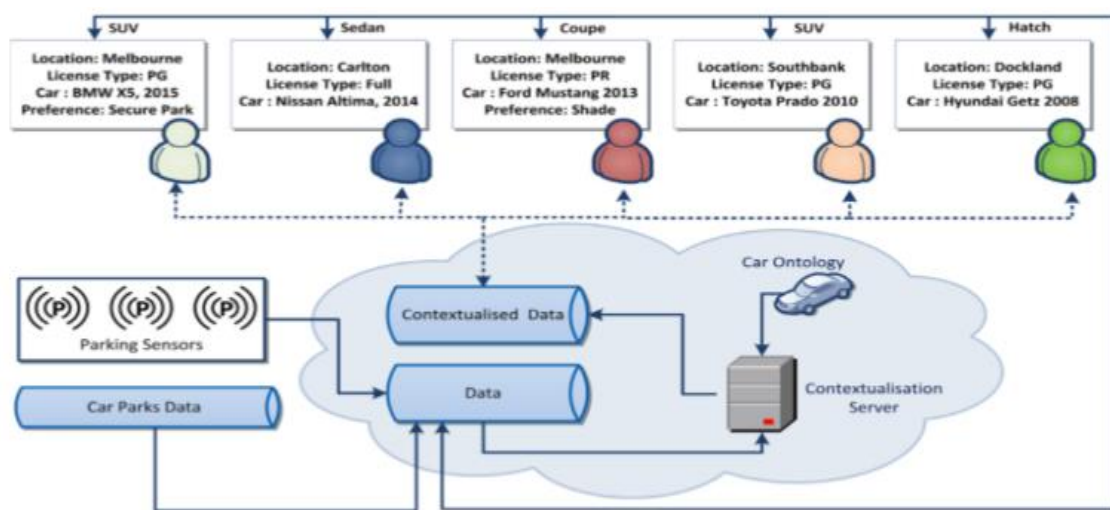 SUV
Sedan
Coupe
SUV
Hatch
Location: Melbourne
License Type: PG
Car : BMW X5, 2015
Preference: Secure Park
Location: Carlton
License Type: Full
Car : Nissan Altima, 2014
Location: Melbourne
License Type: PR
Car : Ford Mustang 2013
Preference: Shade
Location: Southbank
License Type: PG
Car : Toyota Prado 2010
Location: Dockland
License Type: PG
Car : Hyundai Getz 2008
Car Ontology
P
P
P
Parking Sensors
Contextualised Data
Data
Contextualisation
Server
Car Parks Data